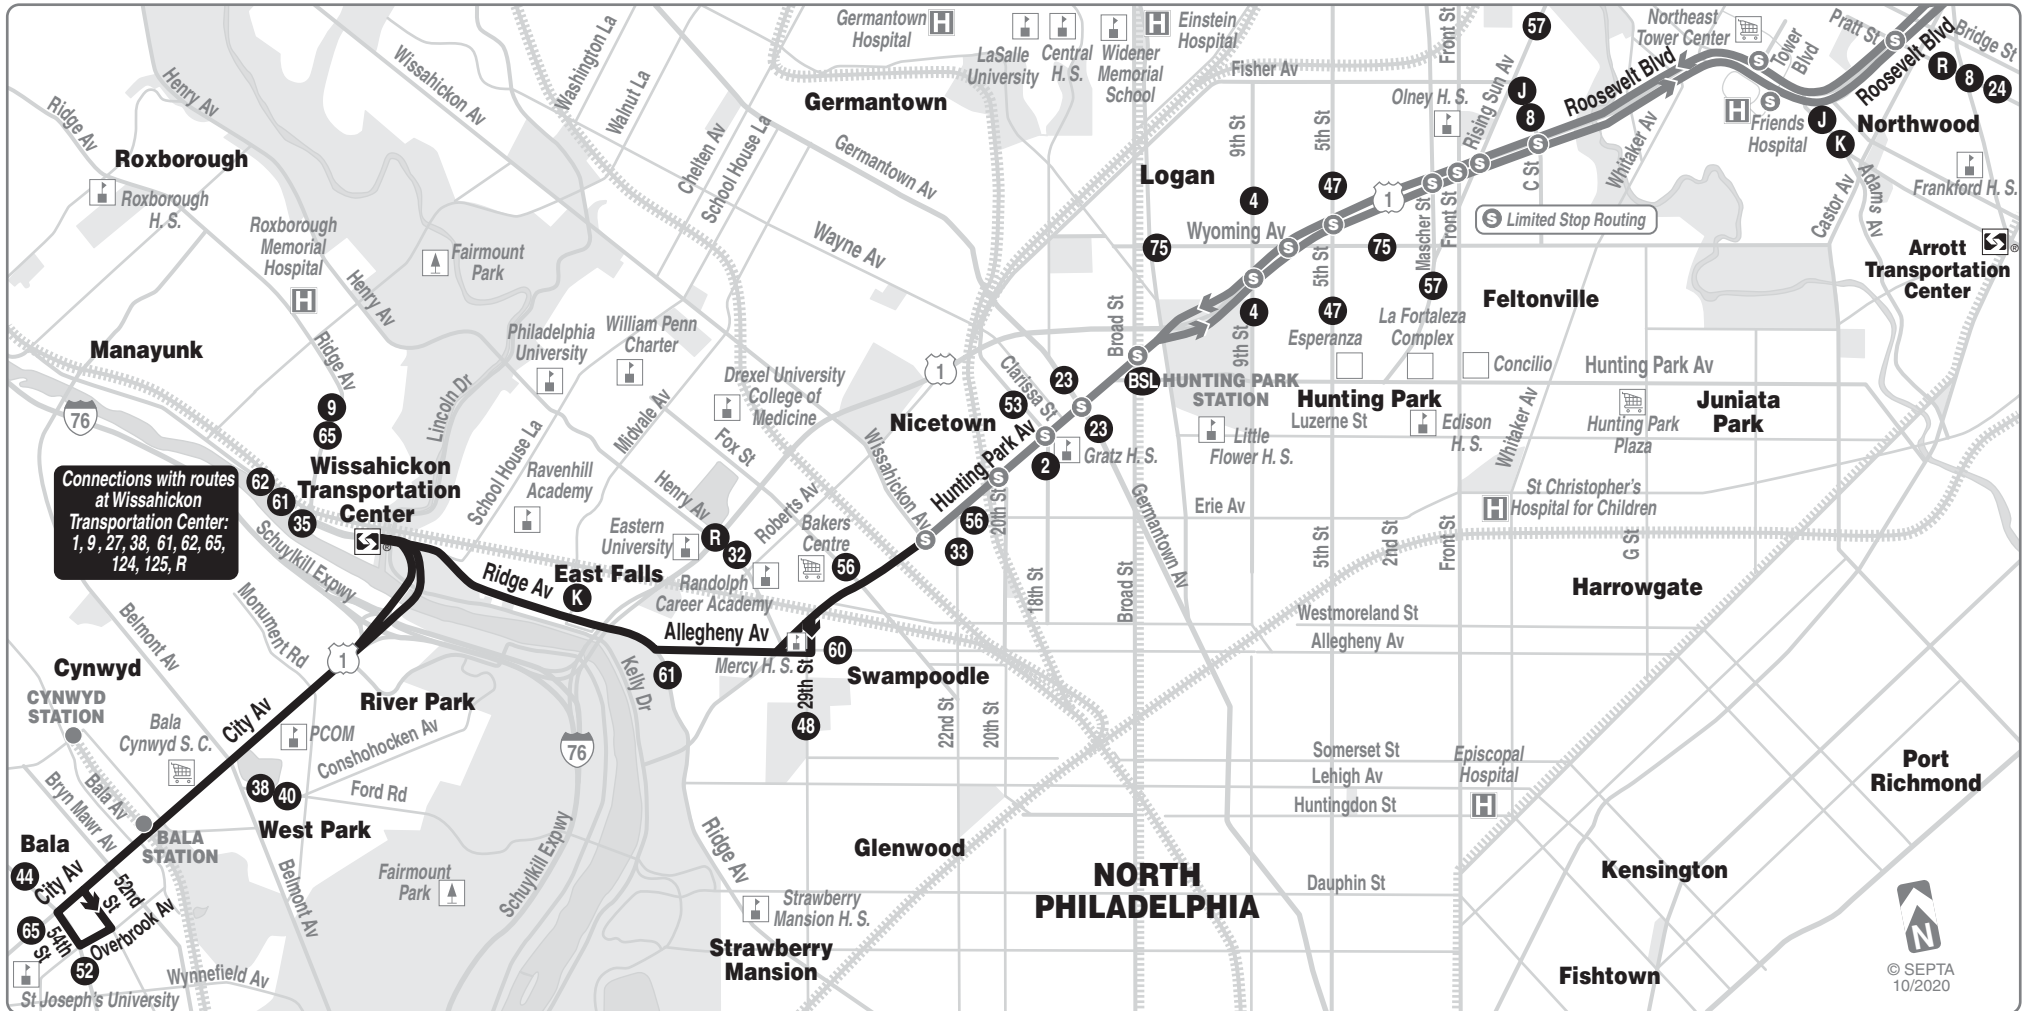 Germantown
Hospital
H
LaSalle
University
Central
H. S.
Widener
Memorial
School
H
Einstein
Hospital
Fisher Av
Front St
57
Northeast
Tower Center
Tower
Blvd
Pratt St
Bridge St
Roosevelt Blvd
R
8
24
Roosevelt Blvd
Rising Sun Av
J
8
Olney H. S.
Whitaker Av
H
Friends
Hospital
J
K
Northwood
Frankford H. S.
Castor Av
Adams Av
Arrott
Transportation
Center
Henry Av
Ridge Av
Wissahickon Av
Washington La
Walnut La
Chelten Av
School House La
Germantown
Germantown Av
Wayne Av
Roxborough
Roxborough
H. S.
Roxborough
Memorial
Hospital
H
Fairmount
Park
Henry Av
Ridge Av
Logan
9th St
5th St
4
47
1
C St
S Limited Stop Routing
Wyoming Av
75
75
5th St
Mascher St
Front St
57
Feltonville
4
47
9th St
Broad St
Esperanza
La Fortaleza
Complex
Concilio
Hunting Park Av
BSL
HUNTING PARK
STATION
Hunting Park
Luzerne St
Little
Flower H. S.
Edison
H. S.
Whitaker Av
Hunting Park
Plaza
Juniata
Park
Manayunk
76
9
65
Lincoln Dr
Philadelphia
University
William Penn
Charter
Drexel University
College of
Medicine
Midvale Av
Fox St
School House La
Ravenhill
Academy
Henry Av
Eastern
University
R
32
Roberts Av
Bakers
Centre
56
Randolph
Career Academy
Wissahickon Av
Nicetown
1
Clarissa St
23
53
23
Hunting Park Av
2
Gratz H. S.
20th St
56
33
Germantown Av
Erie Av
St Christopher's
Hospital for Children
H
5th St
2nd St
Front St
G St
Harrowgate
Connections with routes
at Wissahickon
Transportation Center:
1, 9 , 27, 38, 61, 62, 65,
124, 125, R
62
61
35
Wissahickon
Transportation
Center
Schuylkill Expwy
Ridge Av
East Falls
K
Allegheny Av
Mercy H. S.
61
60
29th St
48
Swampoodle
Kelly Dr
18th St
Broad St
Westmoreland St
Allegheny Av
22nd St
20th St
Belmont Av
Monument Rd
1
Cynwyd
CYNWYD
STATION
City Av
River Park
Bala
Cynwyd S. C.
PCOM
Conshohocken Av
76
38
40
Ford Rd
West Park
Bala Av
Bryn Mawr Av
BALA
STATION
Bala
44
City Av
52nd
St
54th
St
Overbrook Av
65
52
St Joseph's University
Wynnefield Av
Belmont Av
Fairmount
Park
Schuylkill Expwy
Ridge Av
Strawberry
Mansion H. S.
Strawberry
Mansion
Glenwood
NORTH
PHILADELPHIA
Somerset St
Lehigh Av
Huntingdon St
Episcopal
Hospital
H
Dauphin St
Kensington
Port
Richmond
Fishtown
N
© SEPTA
10/2020